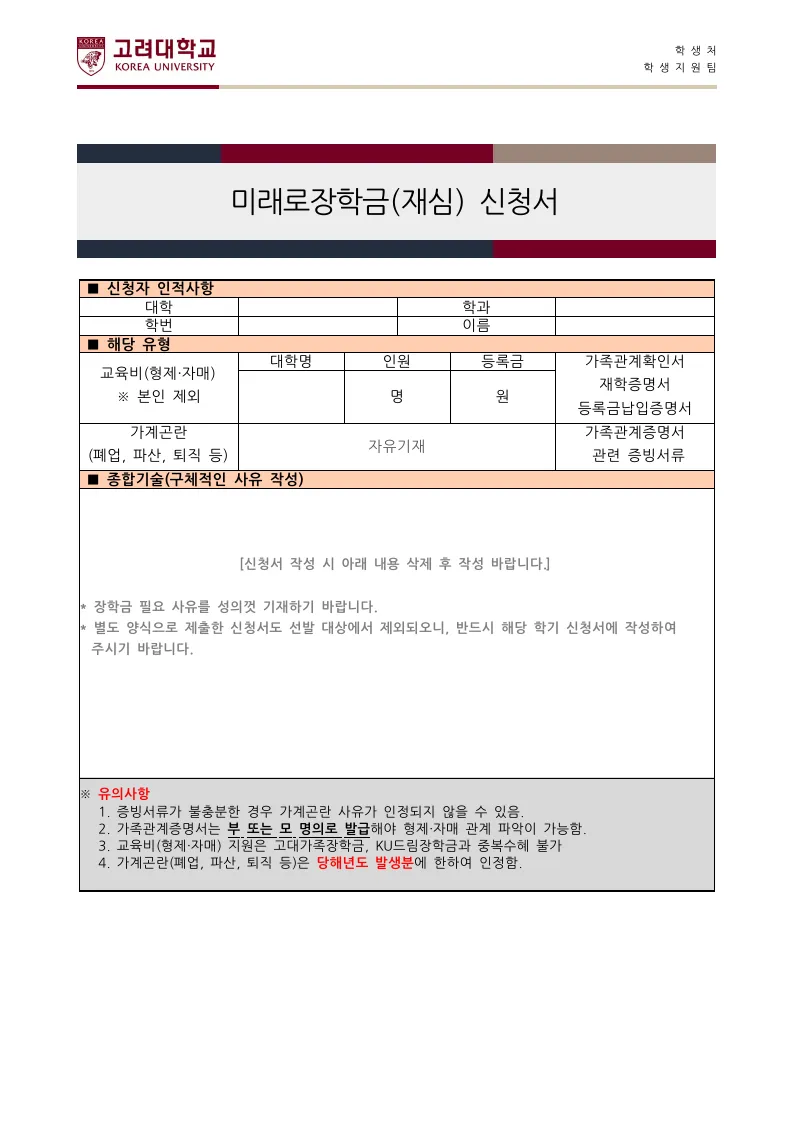 KOREA
고려대학교
KOREA UNIVERSITY
학 생 처
학 생 지 원 팀
미래로장학금(재심) 신청서
■ 신청자 인적사항
대학 학과
학번 이름
■ 해당 유형
교육비(형제·자매)
※ 본인 제외
대학명 인원 등록금
명 원
가족관계확인서
재학증명서
등록금납입증명서
가계곤란
(폐업, 파산, 퇴직 등)
자유기재
가족관계증명서
관련 증빙서류
■ 종합기술(구체적인 사유 작성)
[신청서 작성 시 아래 내용 삭제 후 작성 바랍니다.]
* 장학금 필요 사유를 성의껏 기재하기 바랍니다.
* 별도 양식으로 제출한 신청서도 선발 대상에서 제외되오니, 반드시 해당 학기 신청서에 작성하여
주시기 바랍니다.
※ 유의사항
1. 증빙서류가 불충분한 경우 가계곤란 사유가 인정되지 않을 수 있음.
2. 가족관계증명서는 부 또는 모 명의로 발급해야 형제·자매 관계 파악이 가능함.
3. 교육비(형제·자매) 지원은 고대가족장학금, KU드림장학금과 중복수혜 불가
4. 가계곤란(폐업, 파산, 퇴직 등)은 당해년도 발생분에 한하여 인정함.